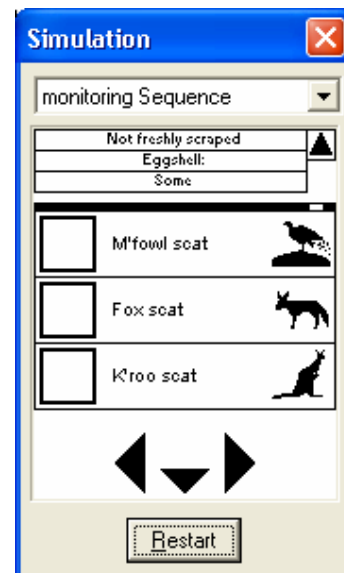 Simulation
monitoring Sequence
Not freshly scraped
Eggshell:
Some
M'fowl scat
Fox scat
K'roo scat
Restart